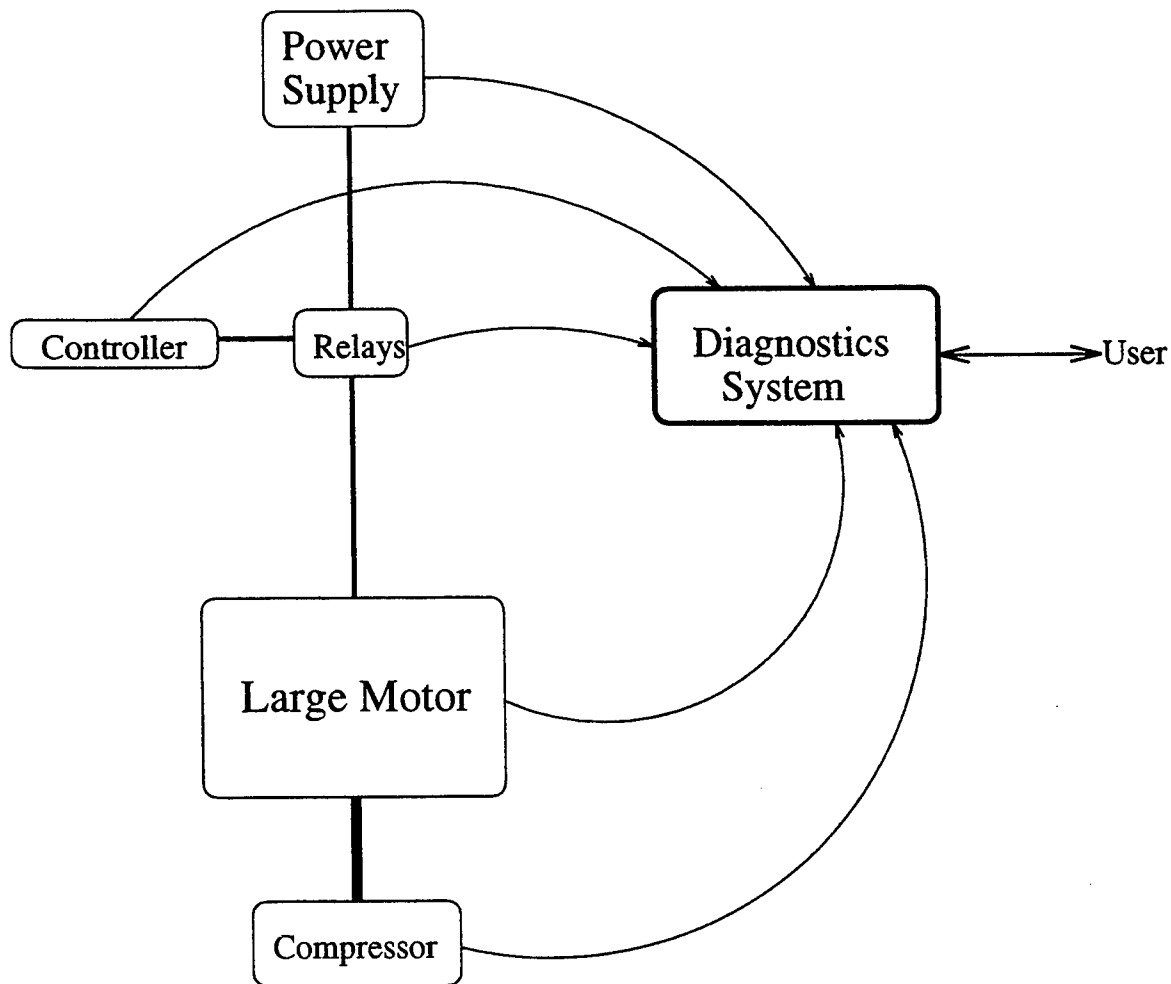 Power
Supply
Controller
Relays
Diagnostics
System
User
Large Motor
Compressor